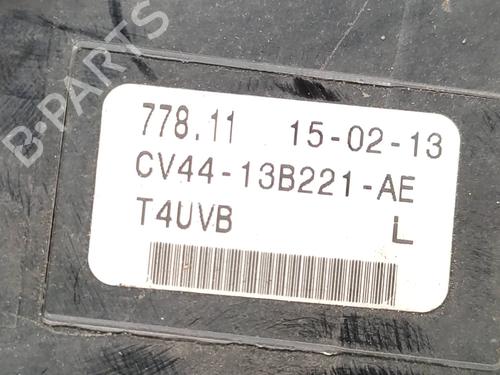 B-PARTS
778.11 15-02-13
CV44-13B221-AE
T4UVB L